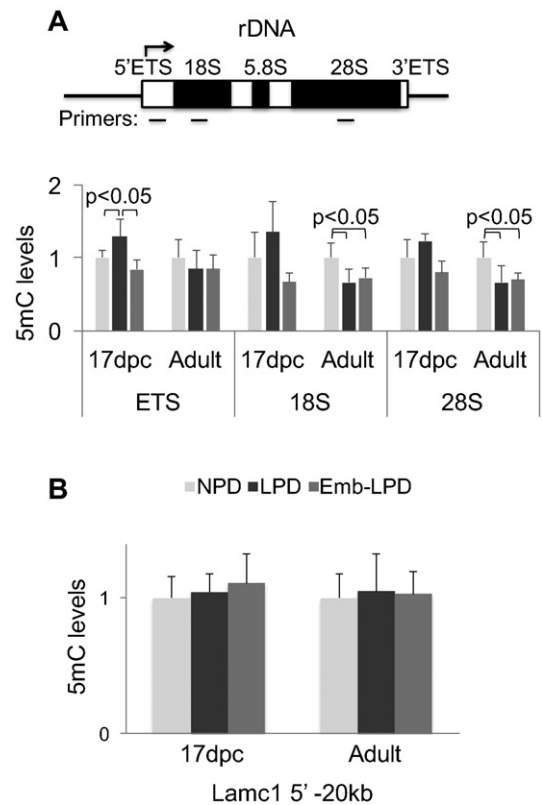 A
rDNA
5'ETS 18S 5.8S 28S 3'ETS
Primers:
2
1
0
5mC levels
p<0.05
p<0.05
p<0.05
17dpc Adult 17dpc Adult 17dpc Adult
ETS 18S 28S
B
NPD LPD Emb-LPD
1
0
5mC levels
17dpc Adult
Lamc1 5' -20kb